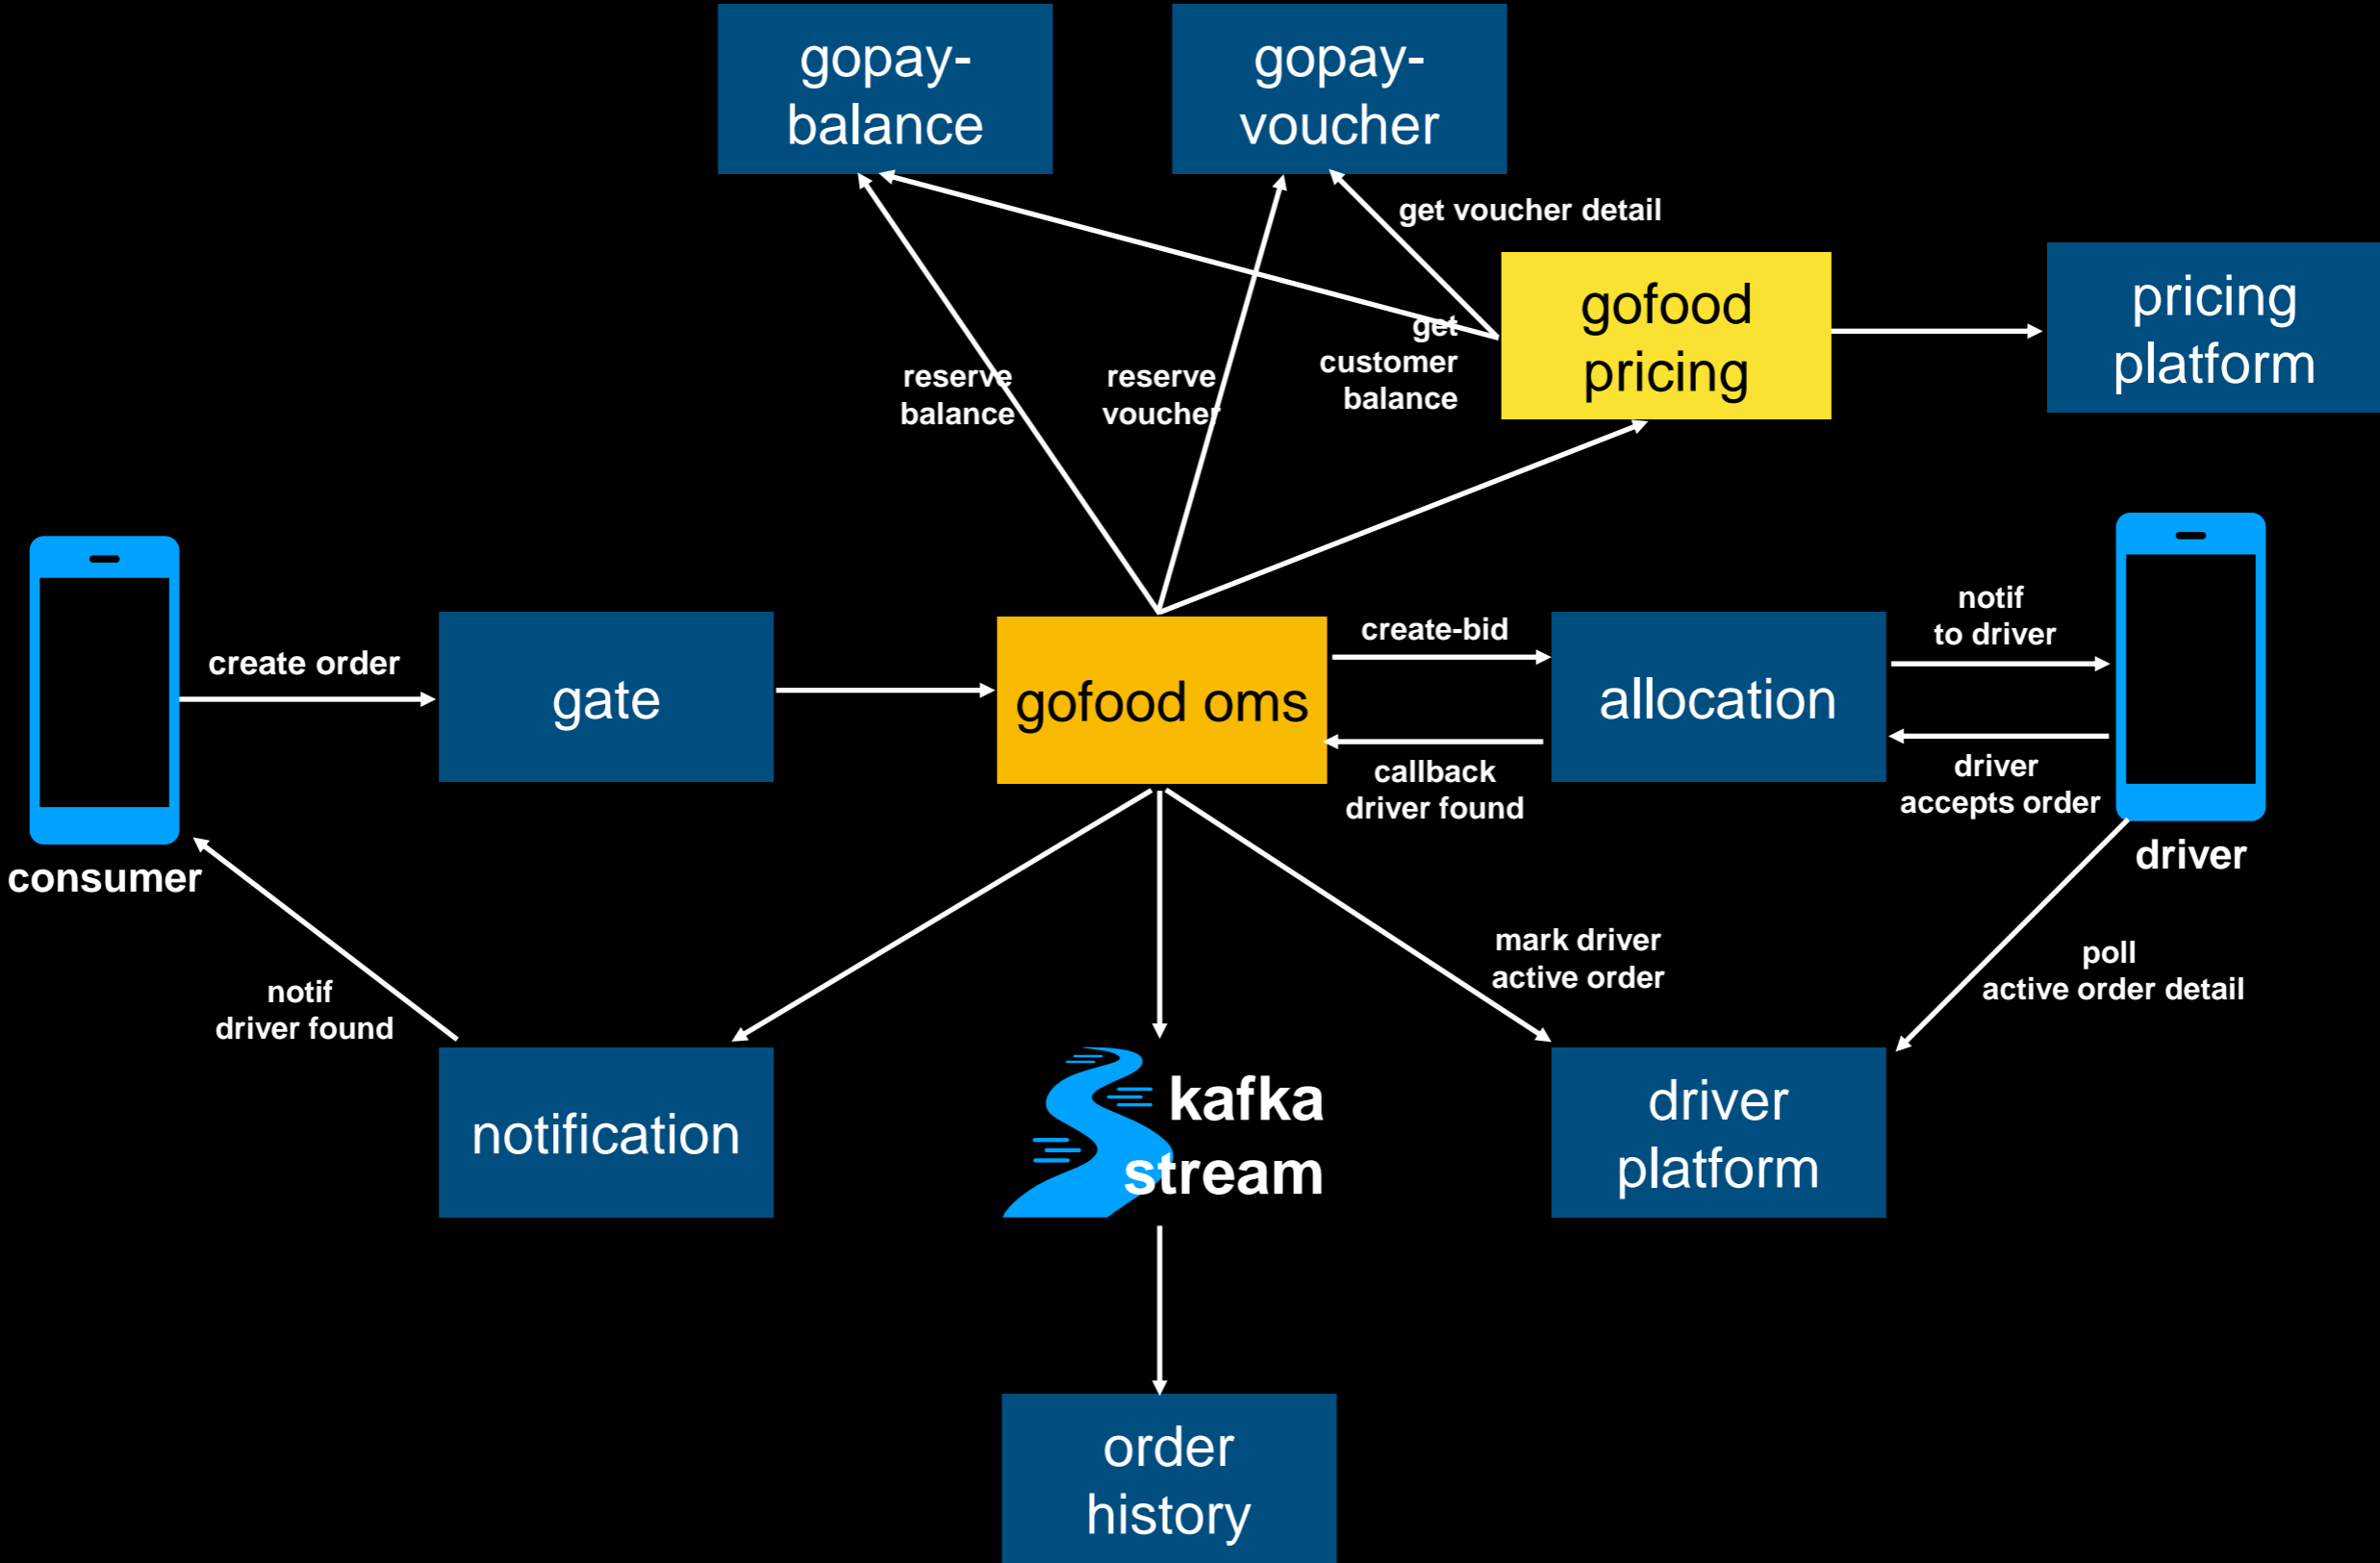 gopay-
balance
gopay-
voucher
get voucher detail
gofood
pricing
pricing
platform
get
customer
balance
reserve
balance
reserve
voucher
create order
gate
gofood oms
create-bid
callback
driver found
allocation
notif
to driver
driver
accepts order
consumer
driver
notif
driver found
mark driver
active order
poll
active order detail
notification
kafka
stream
driver
platform
order
history